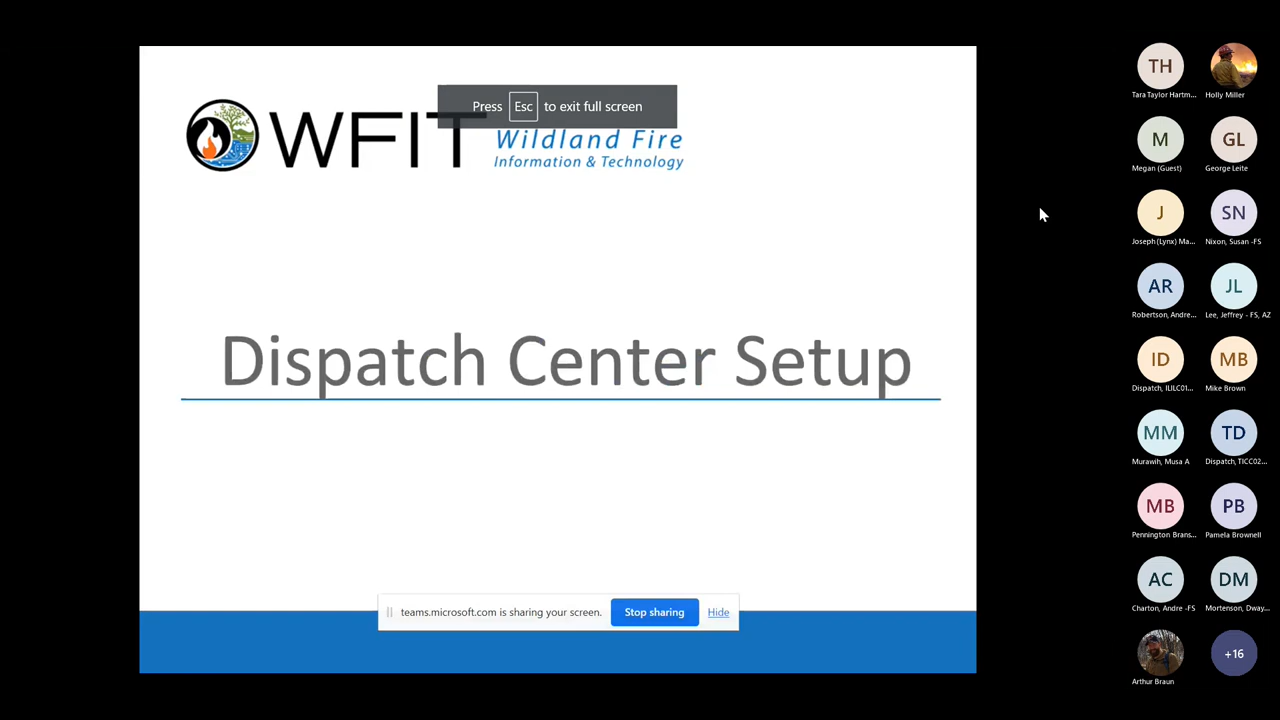 WFIT
Press Esc to exit full screen
Wildland Fire
Information & Technology
Dispatch Center Setup
teams.microsoft.com is sharing your screen. Stop sharing Hide
TH
Tara Taylor Hartm...
Holly Miller
M GL
Megan (Guest) George Leite
J SN
Joseph (Lynx) Ma... Nixon, Susan -FS
AR JL
Robertson, Andre... Lee, Jeffrey - FS, AZ
ID MB
Dispatch, ILILC01... Mike Brown
MM TD
Murawih, Musa A Dispatch, TICC02...
MB PB
Pennington Brans... Pamela Brownell
AC DM
Charton, Andre -FS Mortenson, Dway...
+16
Arthur Braun